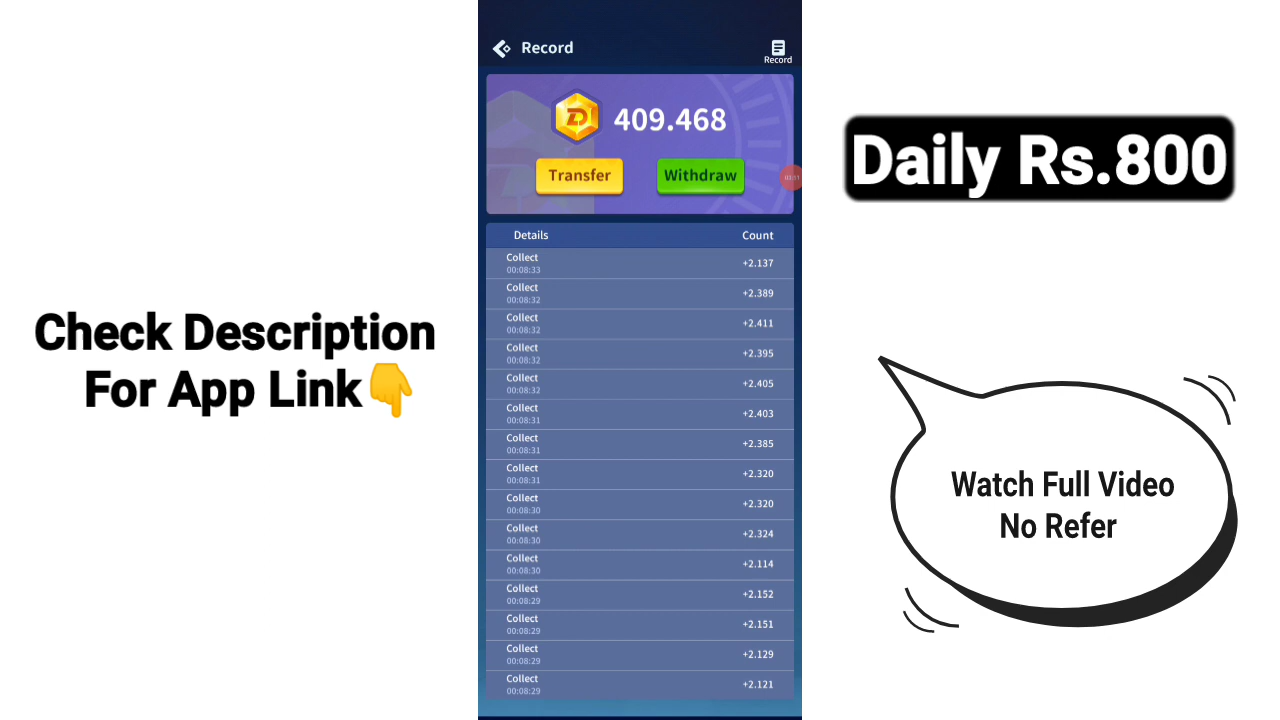 Record
Record
409.468
Transfer Withdraw
Details Count
Collect +2.137
00:08:33
Collect +2.389
00:08:32
Collect +2.411
00:08:32
Collect +2.395
00:08:32
Collect +2.405
00:08:32
Collect +2.403
00:08:31
Collect +2.385
00:08:31
Collect +2.320
00:08:31
Collect +2.320
00:08:30
Collect +2.324
00:08:30
Collect +2.114
00:08:30
Collect +2.152
00:08:29
Collect +2.151
00:08:29
Collect +2.129
00:08:29
Collect +2.121
00:08:29
Check Description
For App Link👇
Daily Rs.800
Watch Full Video
No Refer